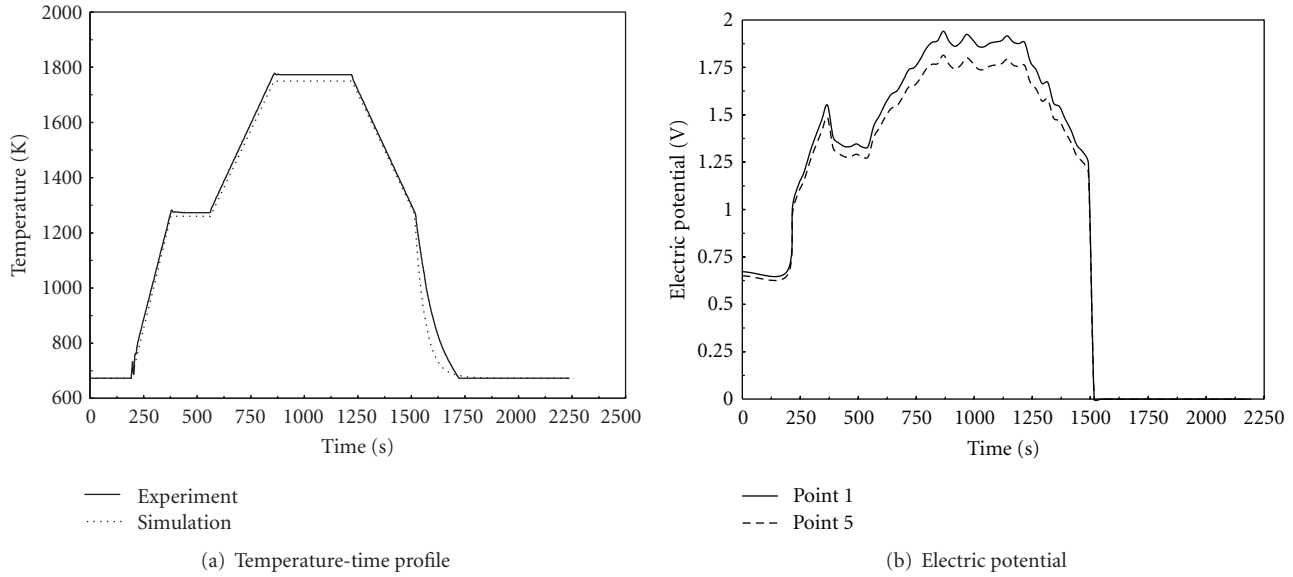 2000
1800
1600
1400
1200
1000
800
600
Temperature (K)
0 250 500 750 1000 1250 1500 1750 2000 2250 2500
Time (s)
Experiment
Simulation
(a) Temperature-time profile
2
1.75
1.5
1.25
1
0.75
0.5
0.25
0
Electric potential (V)
0 250 500 750 1000 1250 1500 1750 2000 2250
Time (s)
Point 1
Point 5
(b) Electric potential